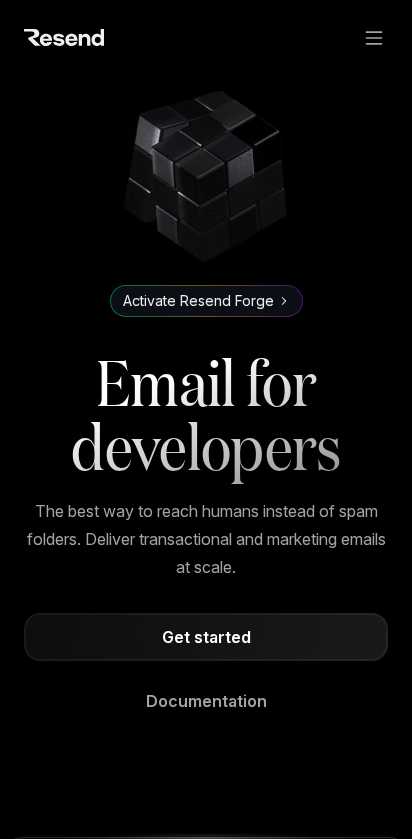 Resend
Activate Resend Forge
Email for
developers
The best way to reach humans instead of spam
folders. Deliver transactional and marketing emails
at scale.
Get started
Documentation